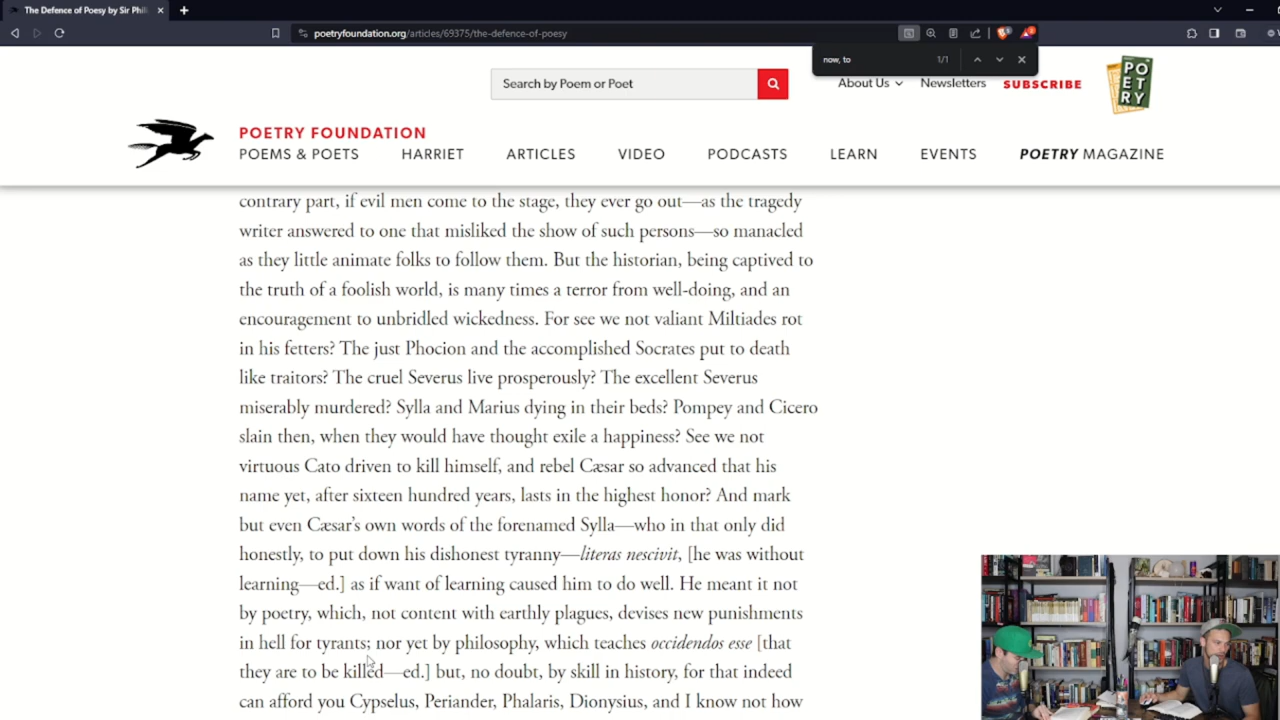 The Defence of Poesy by Sir Phil
poetryfoundation.org/articles/69375/the-defence-of-poesy
now, to
1/1
Search by Poem or Poet
About Us
Newsletters
SUBSCRIBE
PO
ET
RY
POETRY FOUNDATION
POEMS & POETS
HARRIET
ARTICLES
VIDEO
PODCASTS
LEARN
EVENTS
POETRY MAGAZINE
contrary part, if evil men come to the stage, they ever go out—as the tragedy
writer answered to one that misliked the show of such persons—so manacled
as they little animate folks to follow them. But the historian, being captived to
the truth of a foolish world, is many times a terror from well-doing, and an
encouragement to unbridled wickedness. For see we not valiant Miltiades rot
in his fetters? The just Phocion and the accomplished Socrates put to death
like traitors? The cruel Severus live prosperously? The excellent Severus
miserably murdered? Sylla and Marius dying in their beds? Pompey and Cicero
slain then, when they would have thought exile a happiness? See we not
virtuous Cato driven to kill himself, and rebel Cæsar so advanced that his
name yet, after sixteen hundred years, lasts in the highest honor? And mark
but even Cæsar's own words of the forenamed Sylla—who in that only did
honestly, to put down his dishonest tyranny—literas nescivit, [he was without
learning—ed.] as if want of learning caused him to do well. He meant it not
by poetry, which, not content with earthly plagues, devises new punishments
in hell for tyrants; nor yet by philosophy, which teaches occidendos esse [that
they are to be killed—ed.] but, no doubt, by skill in history, for that indeed
can afford you Cypselus, Periander, Phalaris, Dionysius, and I know not how